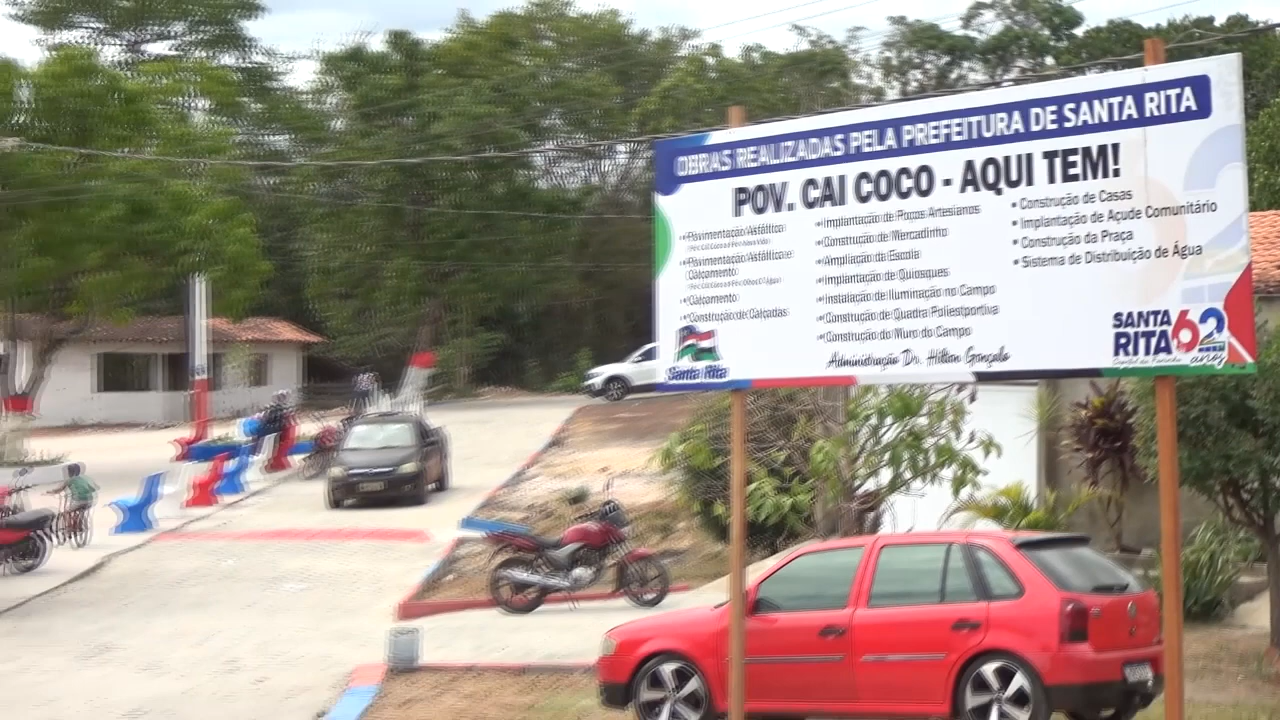 OBRAS REALIZADAS PELA PREFEITURA DE SANTA RITA
POV. CAI COCO - AQUI TEM!
• Pavimentação Asfáltica
• Pavimentação Asfáltica e
Calçamento
• Calçamento
• Construção de Calçadas
• Implantação de Poços Artesianos
• Construção de Mercadinho
• Ampliação da Escola
• Implantação de Quiosques
• Instalação de Iluminação no Campo
• Construção de Quadra Poliesportiva
• Construção do Muro do Campo
• Construção de Casas
• Implantação de Açude Comunitário
• Construção da Praça
• Sistema de Distribuição de Água
Santa Rita
Administração Dr. Hilton Gonçalo
SANTA
RITA 62
anos